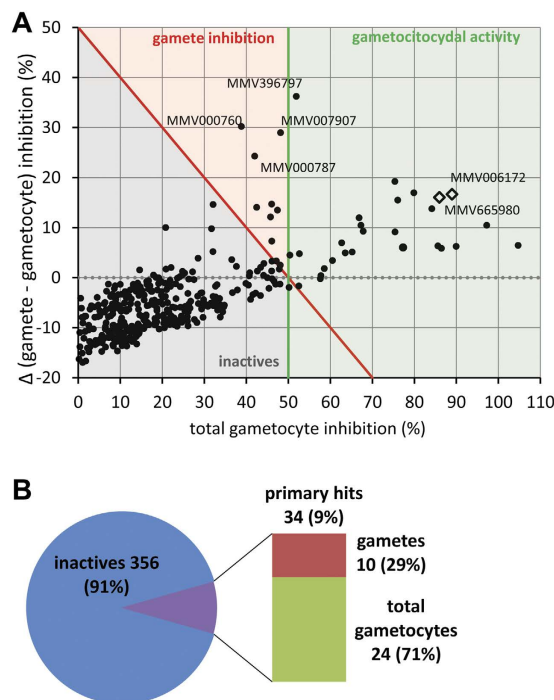 A
gamete inhibition
gametocitocydal activity
MMV396797
MMV000760
MMV007907
MMV000787
MMV006172
MMV665980
inactives
50
40
30
20
10
0
-10
-20
Δ (gamete - gametocyte) inhibition (%)
0 10 20 30 40 50 60 70 80 90 100 110
total gametocyte inhibition (%)
B
primary hits
34 (9%)
inactives 356
(91%)
gametes
10 (29%)
total
gametocytes
24 (71%)